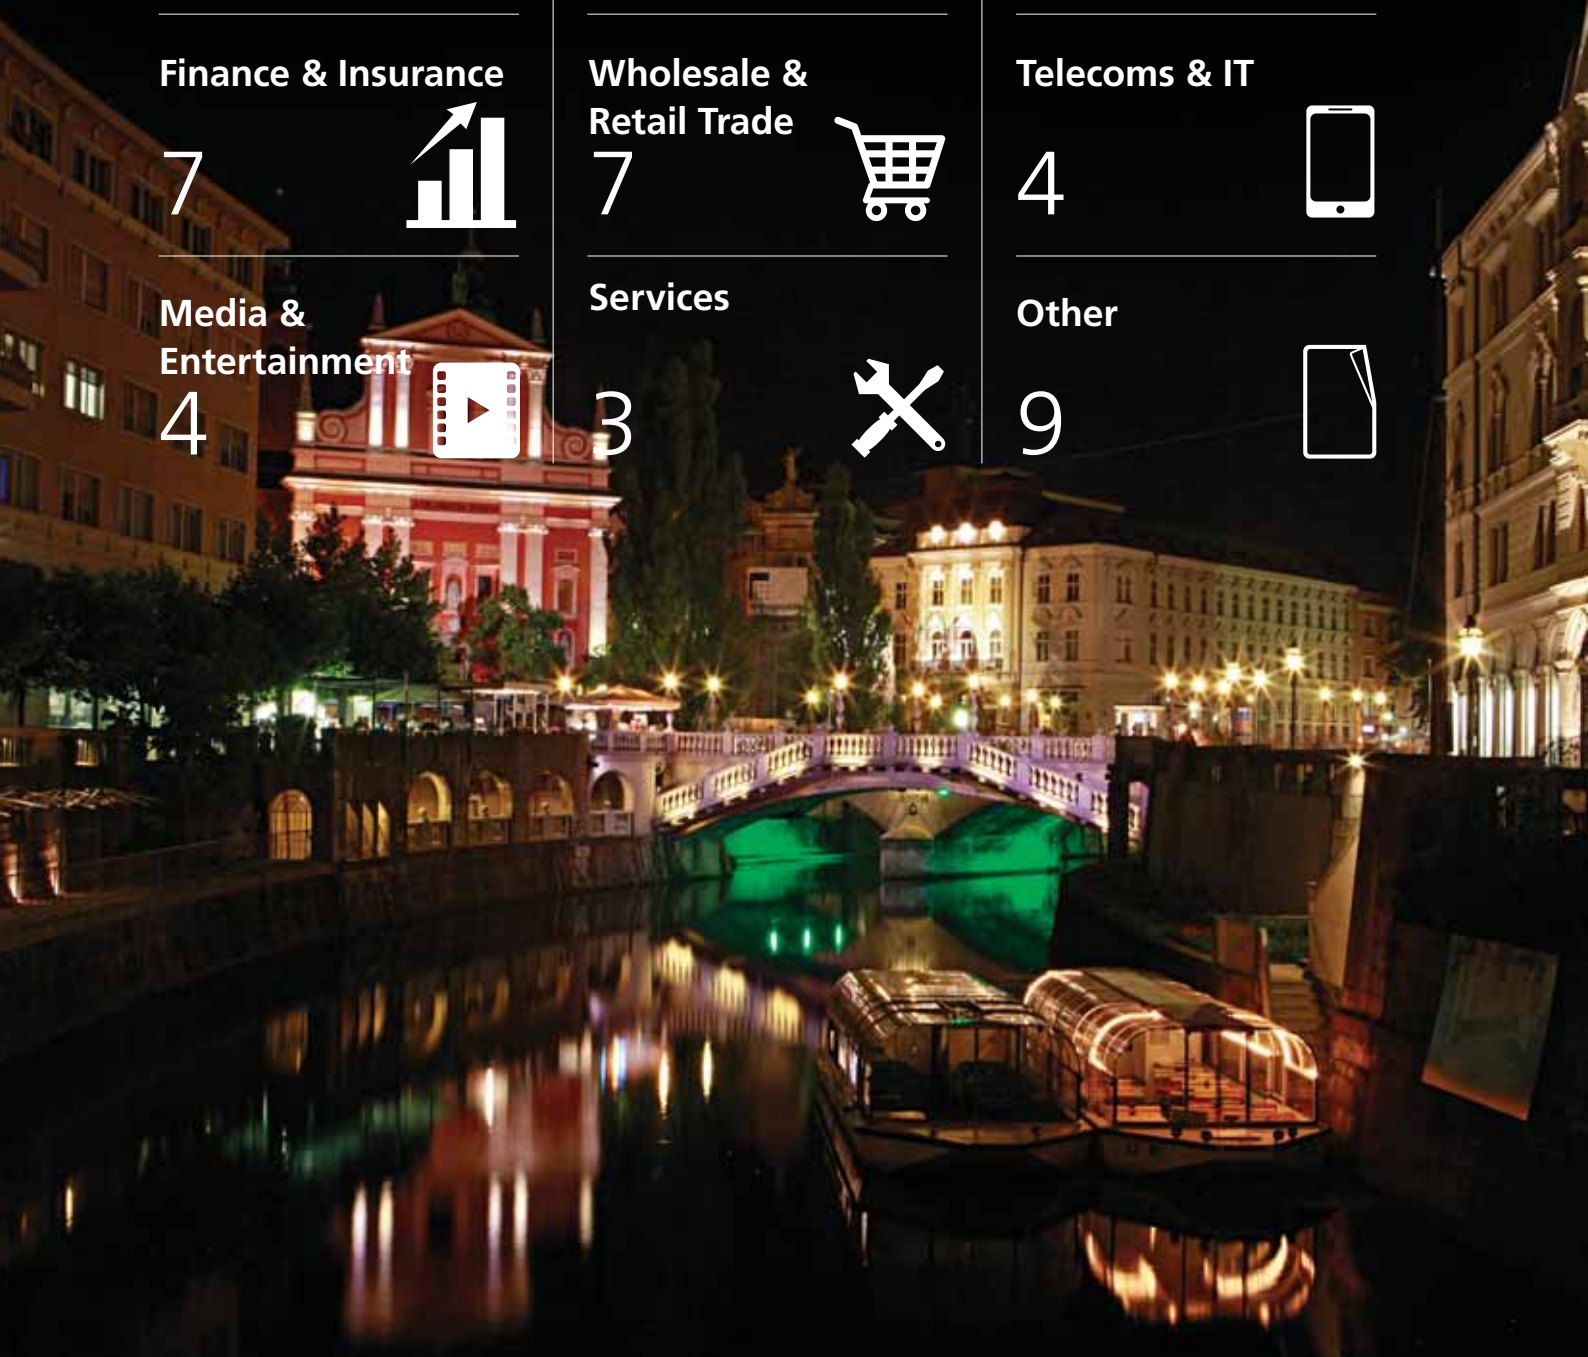 Finance & Insurance
7
Wholesale &
Retail Trade
7
Telecoms & IT
4
Media &
Entertainment
4
Services
3
Other
9